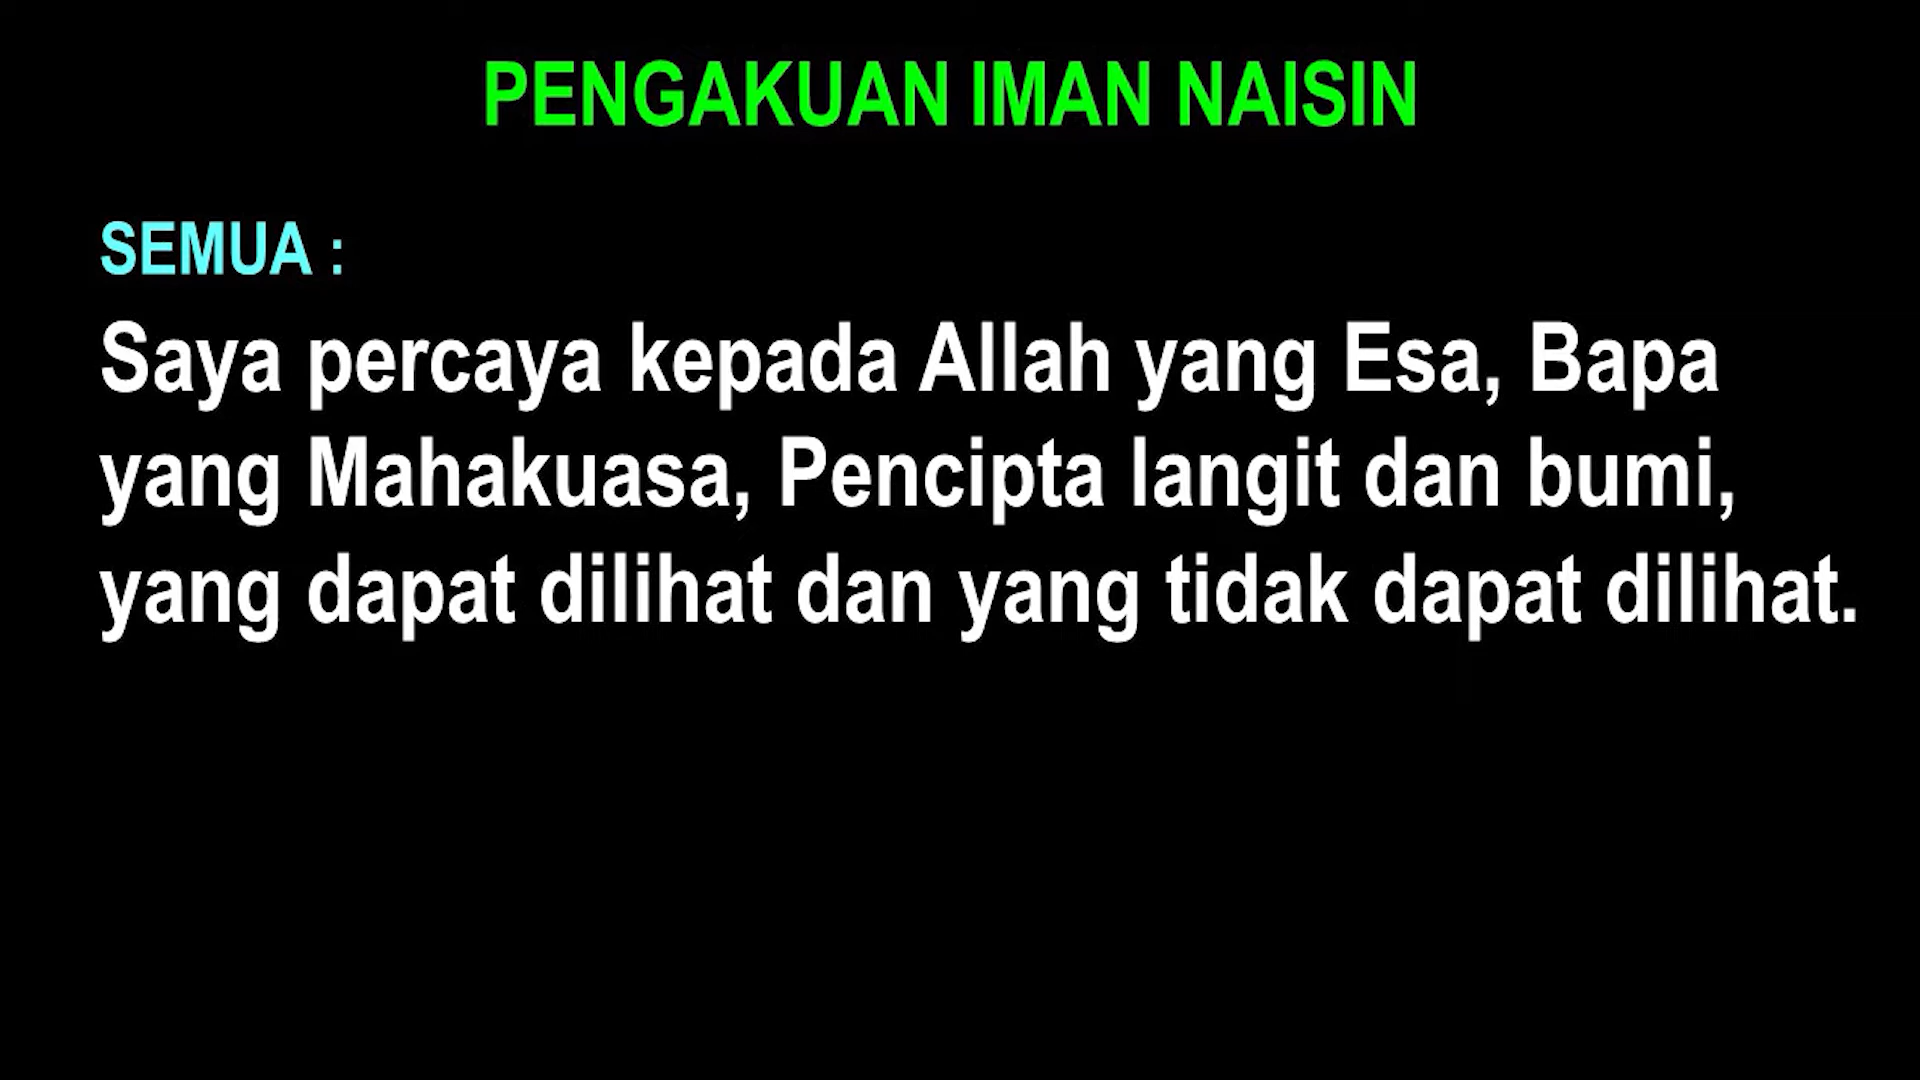 PENGAKUAN IMAN NAISIN
SEMUA :
Saya percaya kepada Allah yang Esa, Bapa
yang Mahakuasa, Pencipta langit dan bumi,
yang dapat dilihat dan yang tidak dapat dilihat.